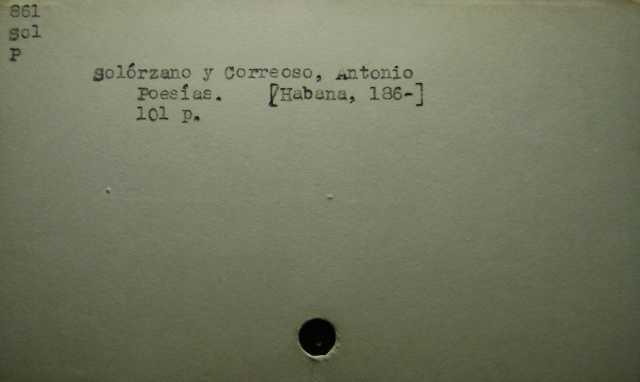 861
Sol
P
Solórzano y Correoso, Antonio
Poesías. [Habana, 186-]
101 p.